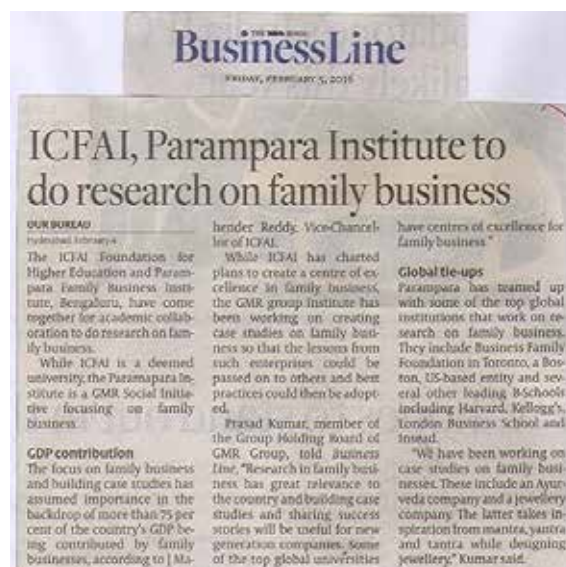 THE HINDU
BusinessLine
FRIDAY, FEBRUARY 5, 2016
ICFAI, Parampara Institute to
do research on family business
OUR BUREAU
Hyderabad, February 4
The ICFAI Foundation for
Higher Education and Param-
para Family Business Insti-
tute, Bengaluru, have come
together for academic collab-
oration to do research on fam-
ily business.
While ICFAI is a deemed
university, the Paramapara In-
stitute is a GMR Social Initia-
tive focusing on family
business.
GDP contribution
The focus on family business
and building case studies has
assumed importance in the
backdrop of more than 75 per
cent of the country's GDP be-
ing contributed by family
businesses, according to J Ma-
hender Reddy, Vice-Chancel-
lor of ICFAI.
While ICFAI has charted
plans to create a centre of ex-
cellence in family business,
the GMR group Institute has
been working on creating
case studies on family busi-
ness so that the lessons from
such enterprises could be
passed on to others and best
practices could then be adopt-
ed.
Prasad Kumar, member of
the Group Holding Board of
GMR Group, told Business
Line, "Research in family busi-
ness has great relevance to
the country and building case
studies and sharing success
stories will be useful for new
generation companies. Some
of the top global universities
have centres of excellence for
family business."
Global tie-ups
Parampara has teamed up
with some of the top global
institutions that work on re-
search on family business.
They include Business Family
Foundation in Toronto, a Bos-
ton, US-based entity and sev-
eral other leading B-Schools
including Harvard, Kellogg's,
London Business School and
Insead.
"We have been working on
case studies on family busi-
nesses. These include an Ayur-
veda company and a jewellery
company. The latter takes in-
spiration from mantra, yantra
and tantra while designing
jewellery," Kumar said.